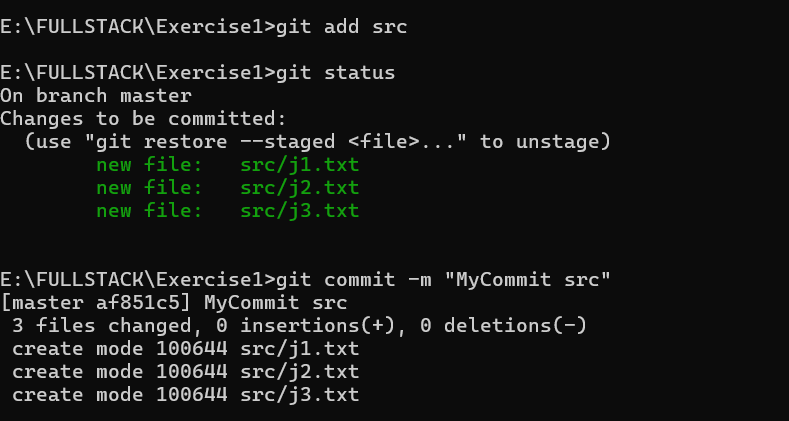 E:\FULLSTACK\Exercise1>git add src
E:\FULLSTACK\Exercise1>git status
On branch master
Changes to be committed:
  (use "git restore --staged <file>..." to unstage)
        new file:   src/j1.txt
        new file:   src/j2.txt
        new file:   src/j3.txt
E:\FULLSTACK\Exercise1>git commit -m "MyCommit src"
[master af851c5] MyCommit src
 3 files changed, 0 insertions(+), 0 deletions(-)
 create mode 100644 src/j1.txt
 create mode 100644 src/j2.txt
 create mode 100644 src/j3.txt